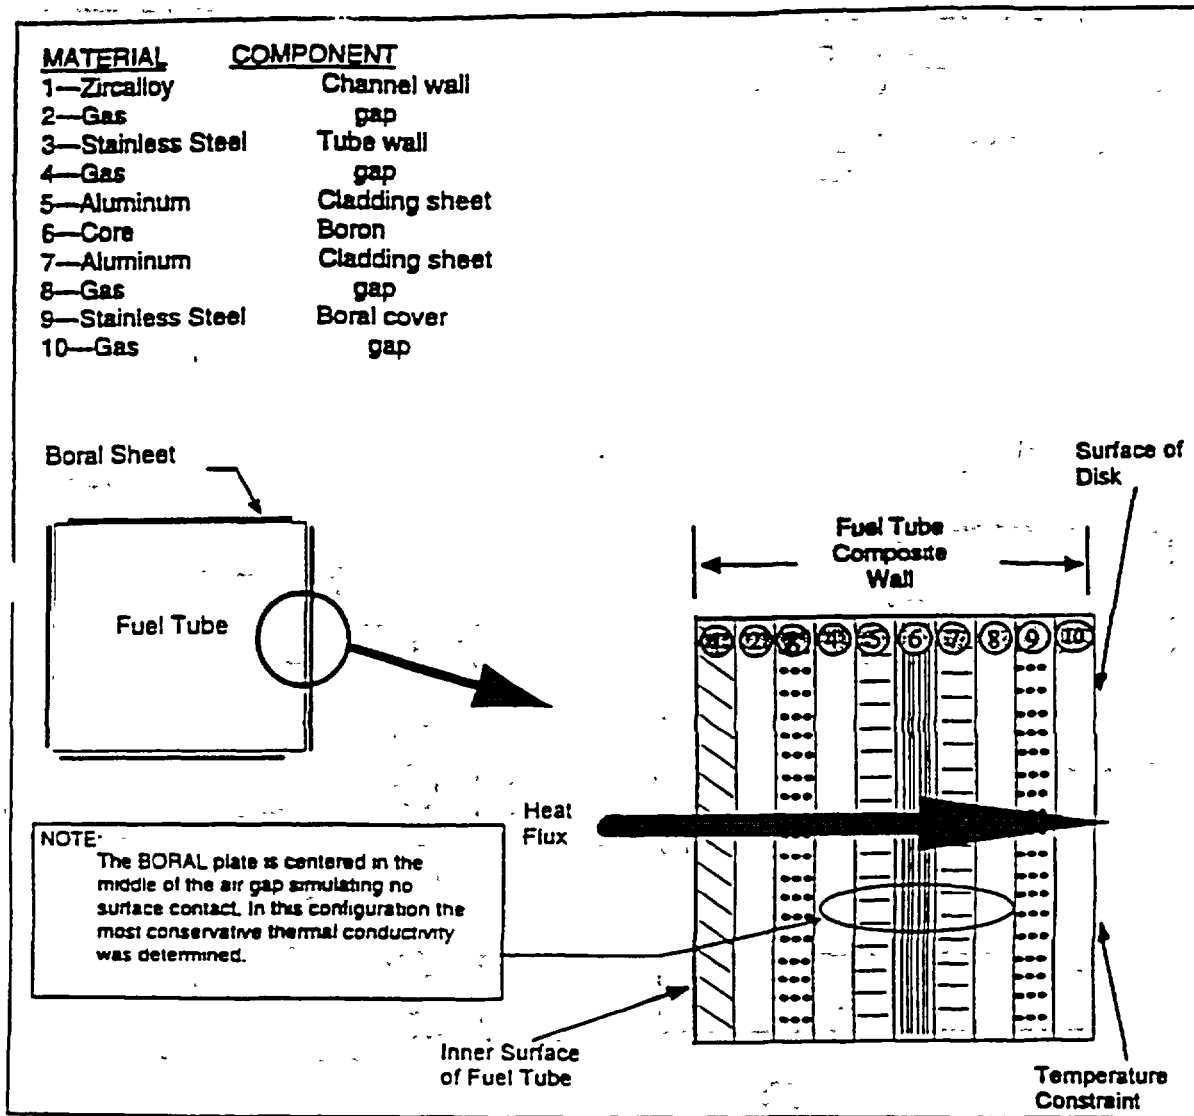 MATERIAL COMPONENT
1—Zircalloy Channel wall
2—Gas gap
3—Stainless Steel Tube wall
4—Gas gap
5—Aluminum Cladding sheet
6—Core Boron
7—Aluminum Cladding sheet
8—Gas gap
9—Stainless Steel Boral cover
10—Gas gap
Boral Sheet
Fuel Tube
Surface of
Disk
Fuel Tube
Composite
Wall
1 2 3 4 5 6 7 8 9 10
Heat
Flux
NOTE:
The BORAL plate is centered in the
middle of the air gap simulating no
surface contact. In this configuration the
most conservative thermal conductivity
was determined.
Inner Surface
of Fuel Tube
Temperature
Constraint